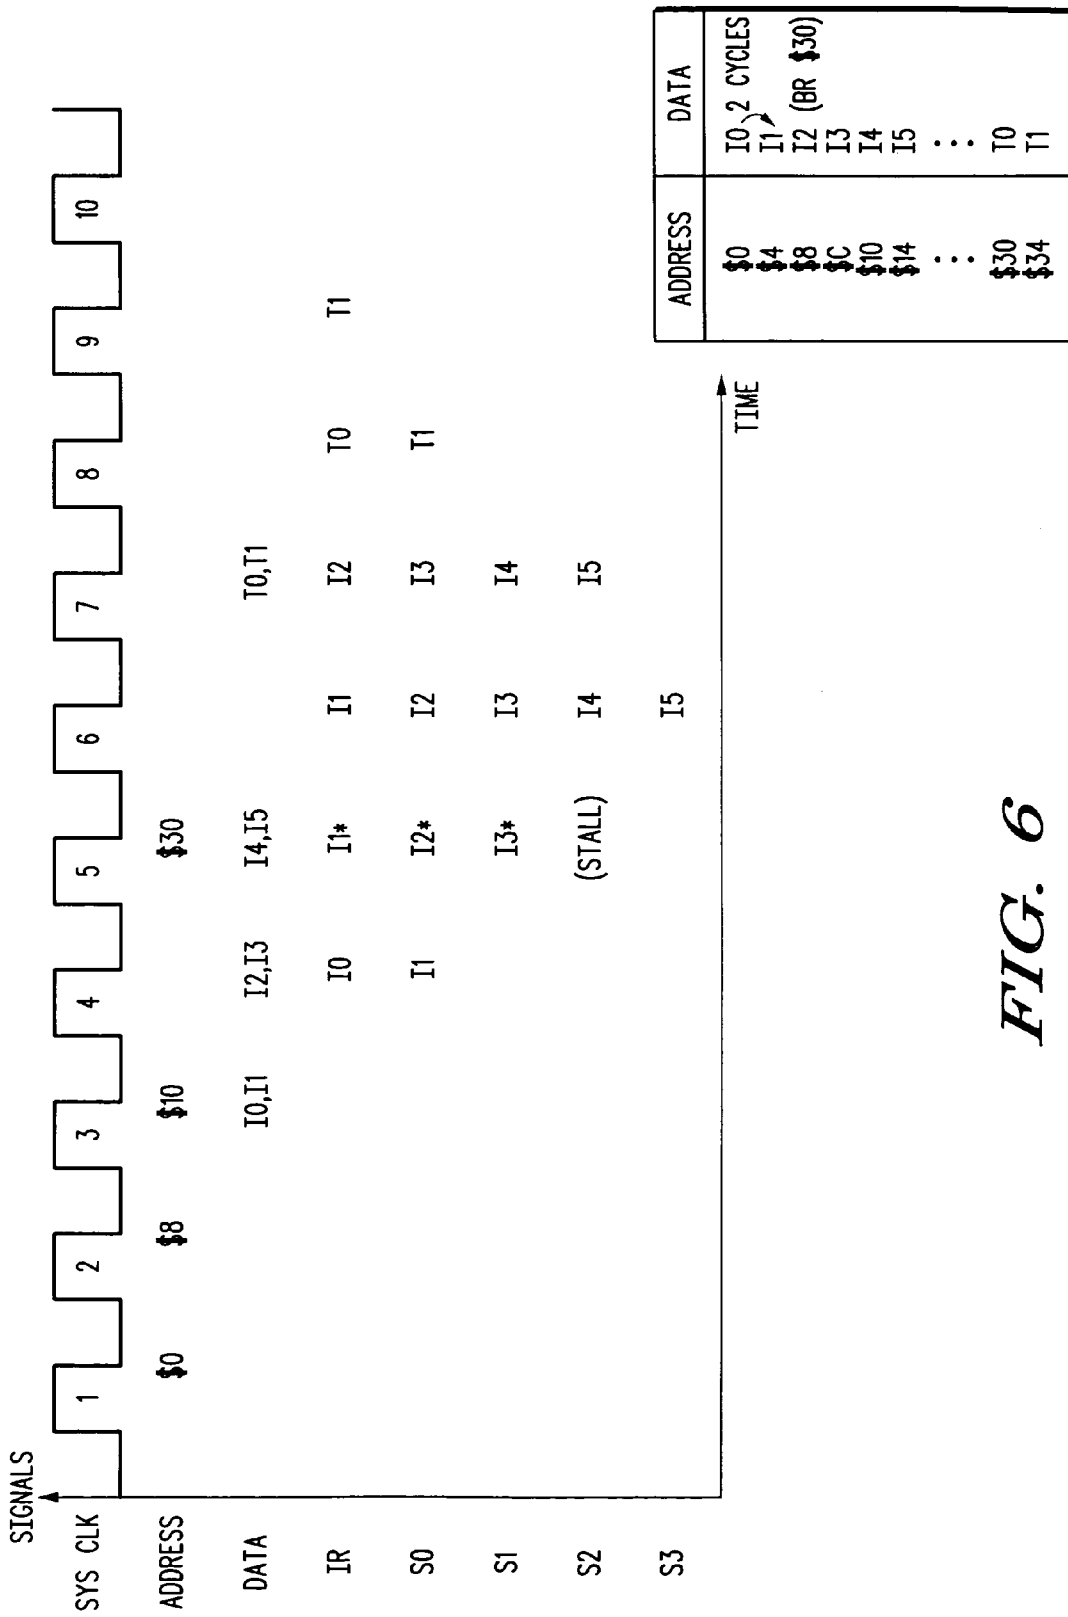 SIGNALS
SYS CLK 1 2 3 4 5 6 7 8 9 10
ADDRESS $0 $8 $10 $30
DATA I0,I1 I2,I3 I4,I5 T0,T1
IR I0 I1* I1 I2 T0 T1
S0 I1 I2* I2 I3 T1
S1 I3* I3 I4
S2 (STALL) I4 I5
S3 I5
TIME
ADDRESS DATA
$0 I0 2 CYCLES
$4 I1
$8 I2 (BR $30)
$C I3
$10 I4
$14 I5
... ...
$30 T0
$34 T1
FIG. 6